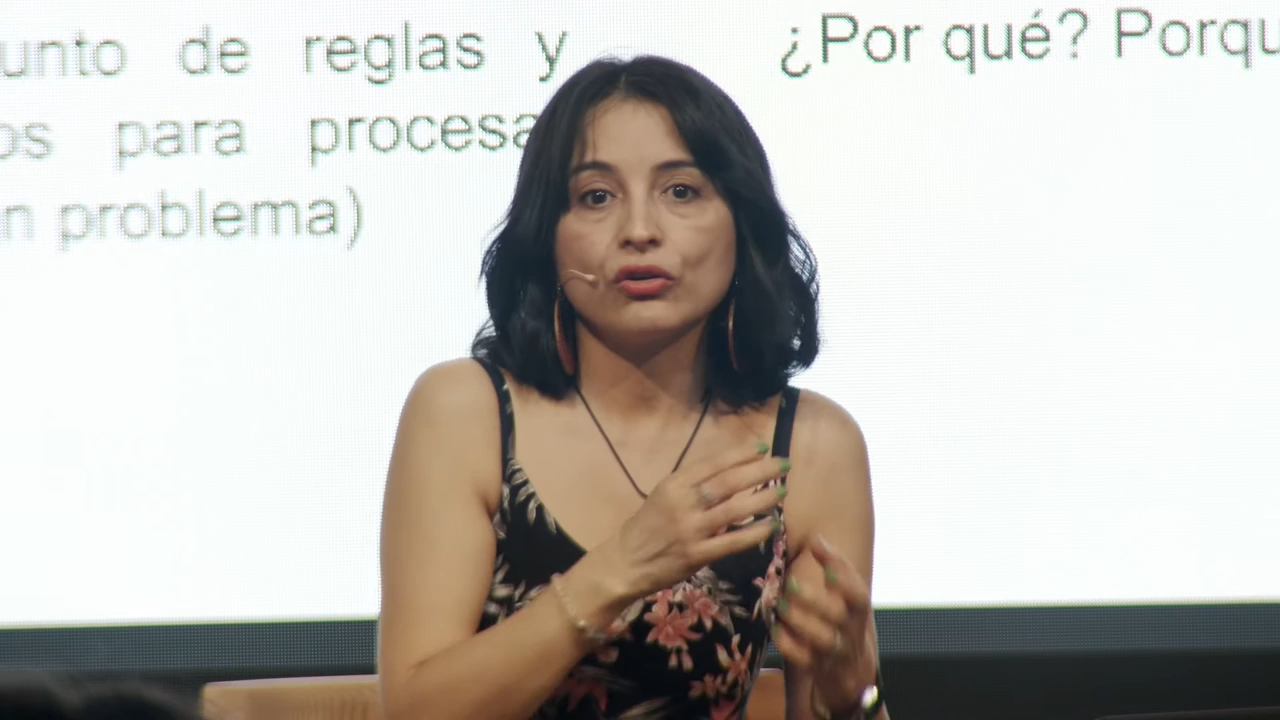 unto de reglas y
os para procesa
n problema)
¿Por qué? Porqu